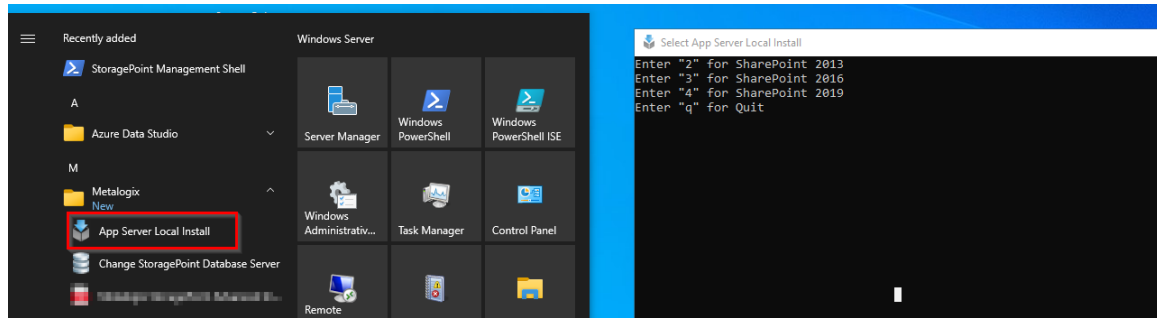 Recently added
StoragePoint Management Shell
A
Azure Data Studio
M
Metalogix
New
App Server Local Install
Change StoragePoint Database Server
Windows Server
Server Manager
Windows
PowerShell
Windows
PowerShell ISE
Windows
Administrativ...
Task Manager
Control Panel
Remote
Select App Server Local Install
Enter "2" for SharePoint 2013
Enter "3" for SharePoint 2016
Enter "4" for SharePoint 2019
Enter "q" for Quit